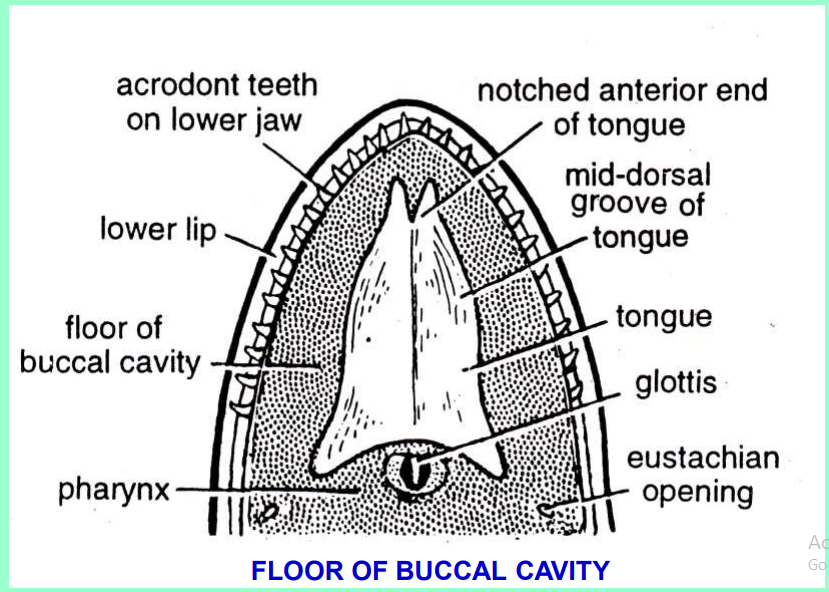 acrodont teeth
on lower jaw
notched anterior end
of tongue
mid-dorsal
groove of
tongue
lower lip
floor of
buccal cavity
tongue
glottis
eustachian
opening
pharynx
FLOOR OF BUCCAL CAVITY
Go